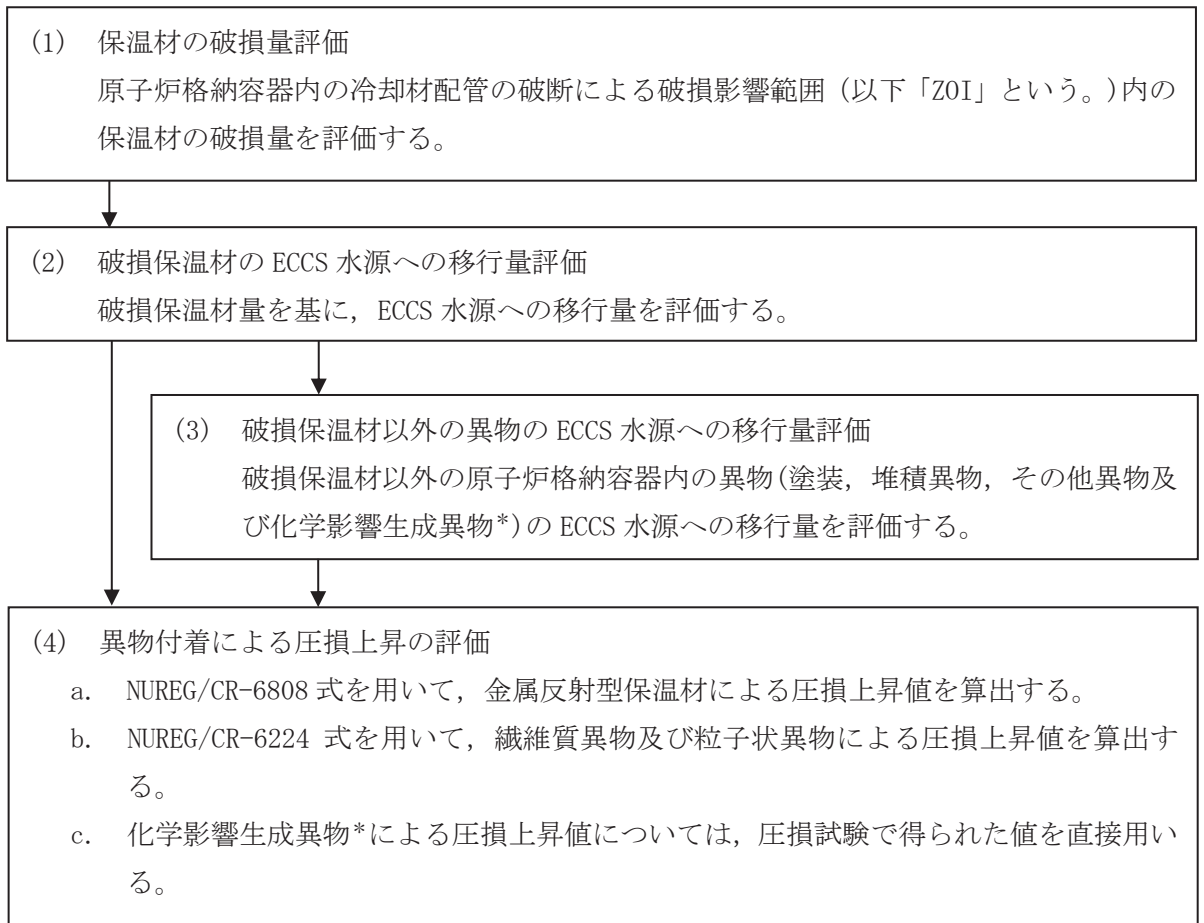 (1) 保温材の破損量評価
原子炉格納容器内の冷却材配管の破断による破損影響範囲(以下「ZOI」という。)内の
保温材の破損量を評価する。
(2) 破損保温材の ECCS 水源への移行量評価
破損保温材量を基に，ECCS 水源への移行量を評価する。
(3) 破損保温材以外の異物の ECCS 水源への移行量評価
破損保温材以外の原子炉格納容器内の異物(塗装，堆積異物，その他異物及
び化学影響生成異物*)の ECCS 水源への移行量を評価する。
(4) 異物付着による圧損上昇の評価
a. NUREG/CR-6808 式を用いて，金属反射型保温材による圧損上昇値を算出する。
b. NUREG/CR-6224 式を用いて，繊維質異物及び粒子状異物による圧損上昇値を算出す
る。
c. 化学影響生成異物*による圧損上昇値については，圧損試験で得られた値を直接用い
る。